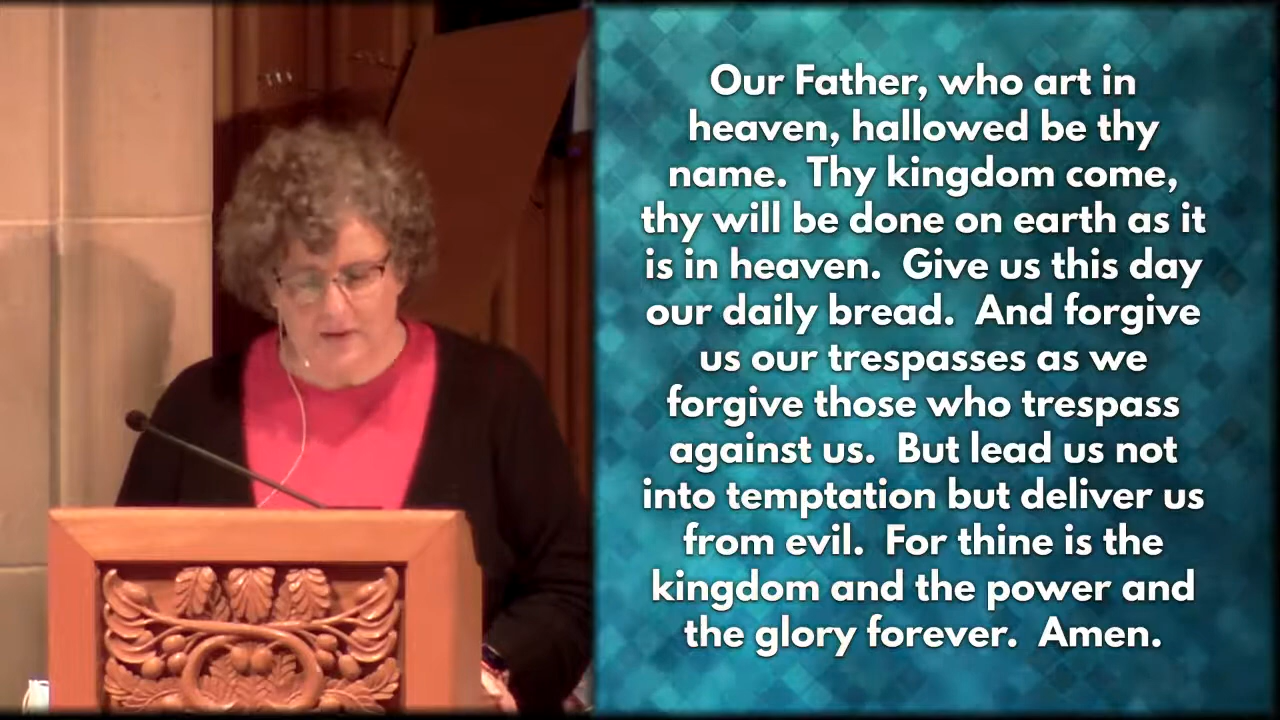 Our Father, who art in
heaven, hallowed be thy
name.  Thy kingdom come,
thy will be done on earth as it
is in heaven.  Give us this day
our daily bread.  And forgive
us our trespasses as we
forgive those who trespass
against us.  But lead us not
into temptation but deliver us
from evil.  For thine is the
kingdom and the power and
the glory forever.  Amen.